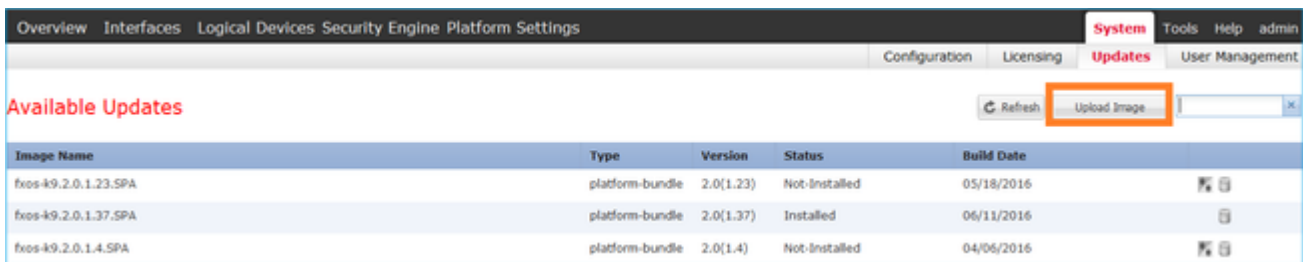 Overview Interfaces Logical Devices Security Engine Platform Settings System Tools Help admin
Configuration Licensing Updates User Management
Available Updates Refresh Upload Image
Image Name Type Version Status Build Date
fxos-k9.2.0.1.23.SPA platform-bundle 2.0(1.23) Not-Installed 05/18/2016
fxos-k9.2.0.1.37.SPA platform-bundle 2.0(1.37) Installed 06/11/2016
fxos-k9.2.0.1.4.SPA platform-bundle 2.0(1.4) Not-Installed 04/06/2016